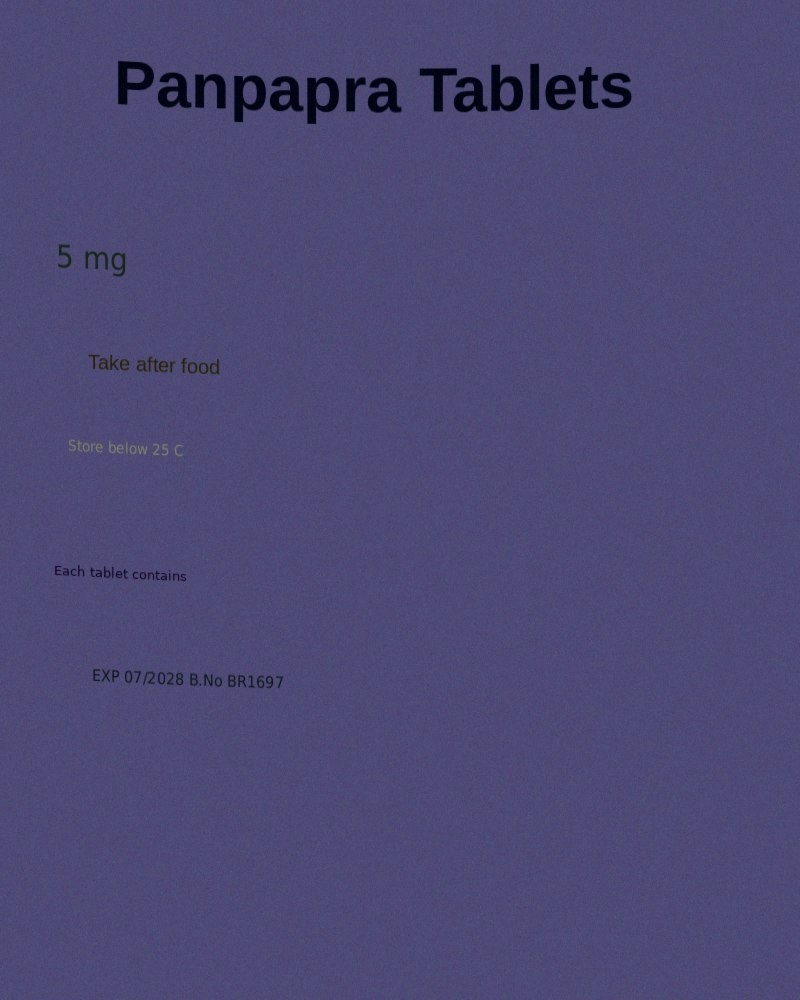 Panpapra Tablets
5 mg
Take after food
Store below 25 C
Each tablet contains
EXP 07/2028 B.No BR1697